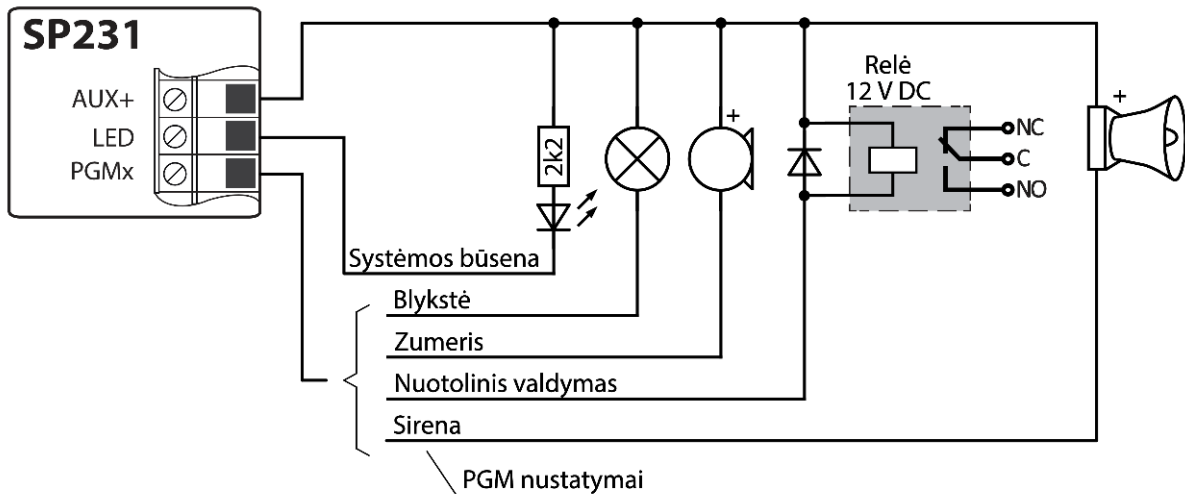 SP231
AUX+
LED
PGMx
2k2
+
Relė
12 V DC
NC
C
NO
+
Systėmos būsena
Blykstė
Zumeris
Nuotolinis valdymas
Sirena
PGM nustatymai